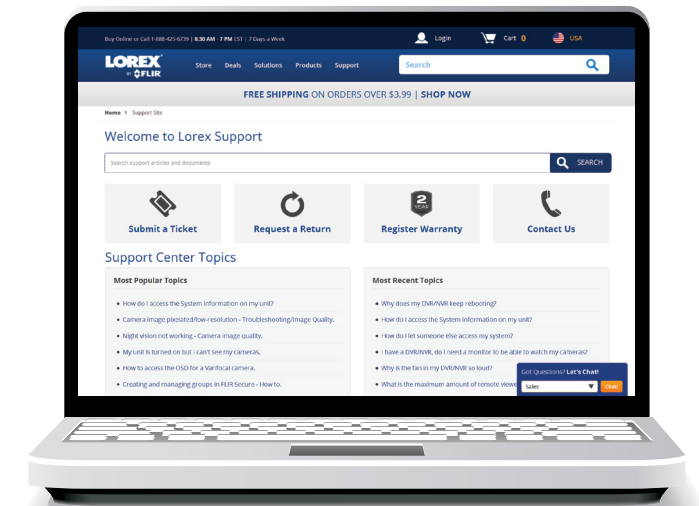 Buy Online or Call 1-888-425-6739 | 8:30 AM - 7 PM EST | 7 Days a Week
Login
Cart 0
USA
LOREX
BY FLIR
Store Deals Solutions Products Support
Search
FREE SHIPPING ON ORDERS OVER $3.99 | SHOP NOW
Home Support Site
Welcome to Lorex Support
Search support articles and documents
SEARCH
2
YEAR
Submit a Ticket
Request a Return
Register Warranty
Contact Us
Support Center Topics
Most Popular Topics
• How do I access the System Information on my unit?
• Camera image pixelated/low-resolution - Troubleshooting/Image Quality.
• Night vision not working - Camera image quality.
• My unit is turned on but I can't see my cameras.
• How to access the OSD for a Varifocal camera.
• Creating and managing groups in FLIR Secure - How to.
Most Recent Topics
• Why does my DVR/NVR keep rebooting?
• How do I access the System Information on my unit?
• How do I let someone else access my system?
• I have a DVR/NVR, do I need a monitor to be able to watch my cameras?
• Why is the fan in my DVR/NVR so loud?
• What is the maximum amount of remote viewe
Got Questions? Let's Chat!
Sales
Chat!